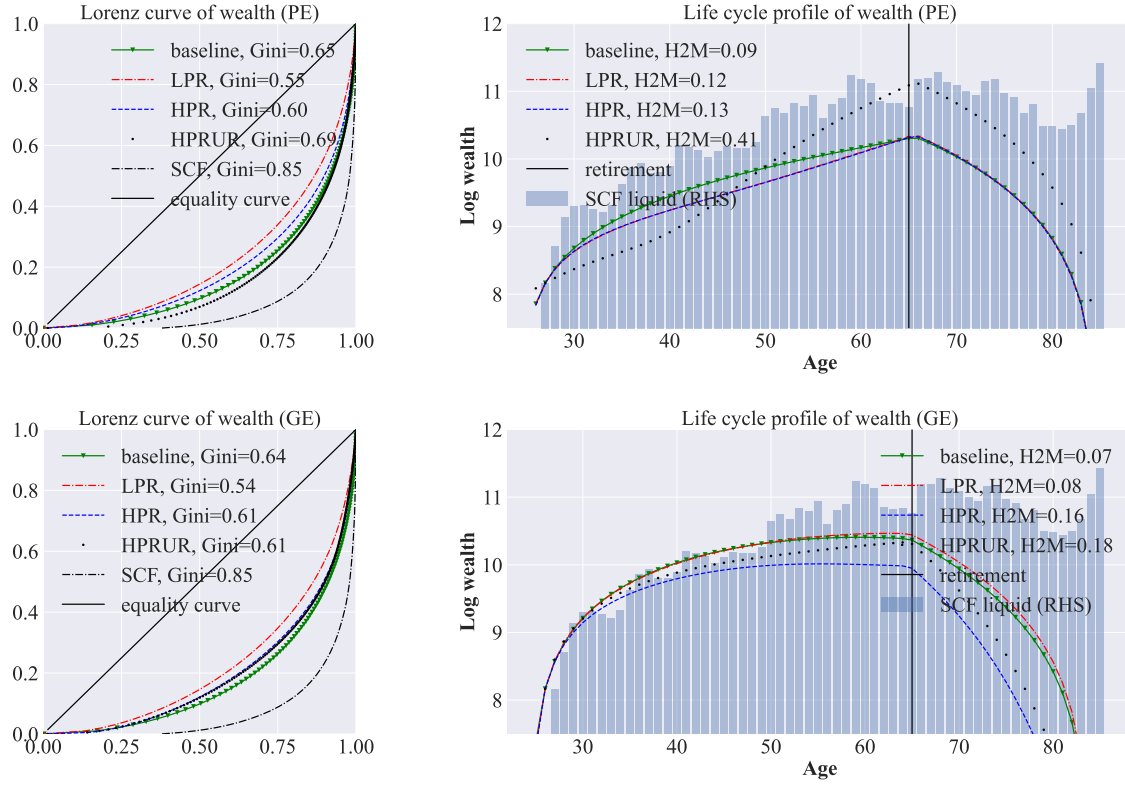 Lorenz curve of wealth (PE)
1.0
0.8
0.6
0.4
0.2
0.0
0.00
0.25
0.50
0.75
1.00
baseline, Gini=0.65
LPR, Gini=0.55
HPR, Gini=0.60
HPRUR, Gini=0.69
SCF, Gini=0.85
equality curve
Life cycle profile of wealth (PE)
Log wealth
12
11
10
9
8
30
40
50
60
70
80
Age
baseline, H2M=0.09
LPR, H2M=0.12
HPR, H2M=0.13
HPRUR, H2M=0.41
retirement
SCF liquid (RHS)
Lorenz curve of wealth (GE)
1.0
0.8
0.6
0.4
0.2
0.0
0.00
0.25
0.50
0.75
1.00
baseline, Gini=0.64
LPR, Gini=0.54
HPR, Gini=0.61
HPRUR, Gini=0.61
SCF, Gini=0.85
equality curve
Life cycle profile of wealth (GE)
Log wealth
12
11
10
9
8
30
40
50
60
70
80
Age
baseline, H2M=0.07
LPR, H2M=0.08
HPR, H2M=0.16
HPRUR, H2M=0.18
retirement
SCF liquid (RHS)